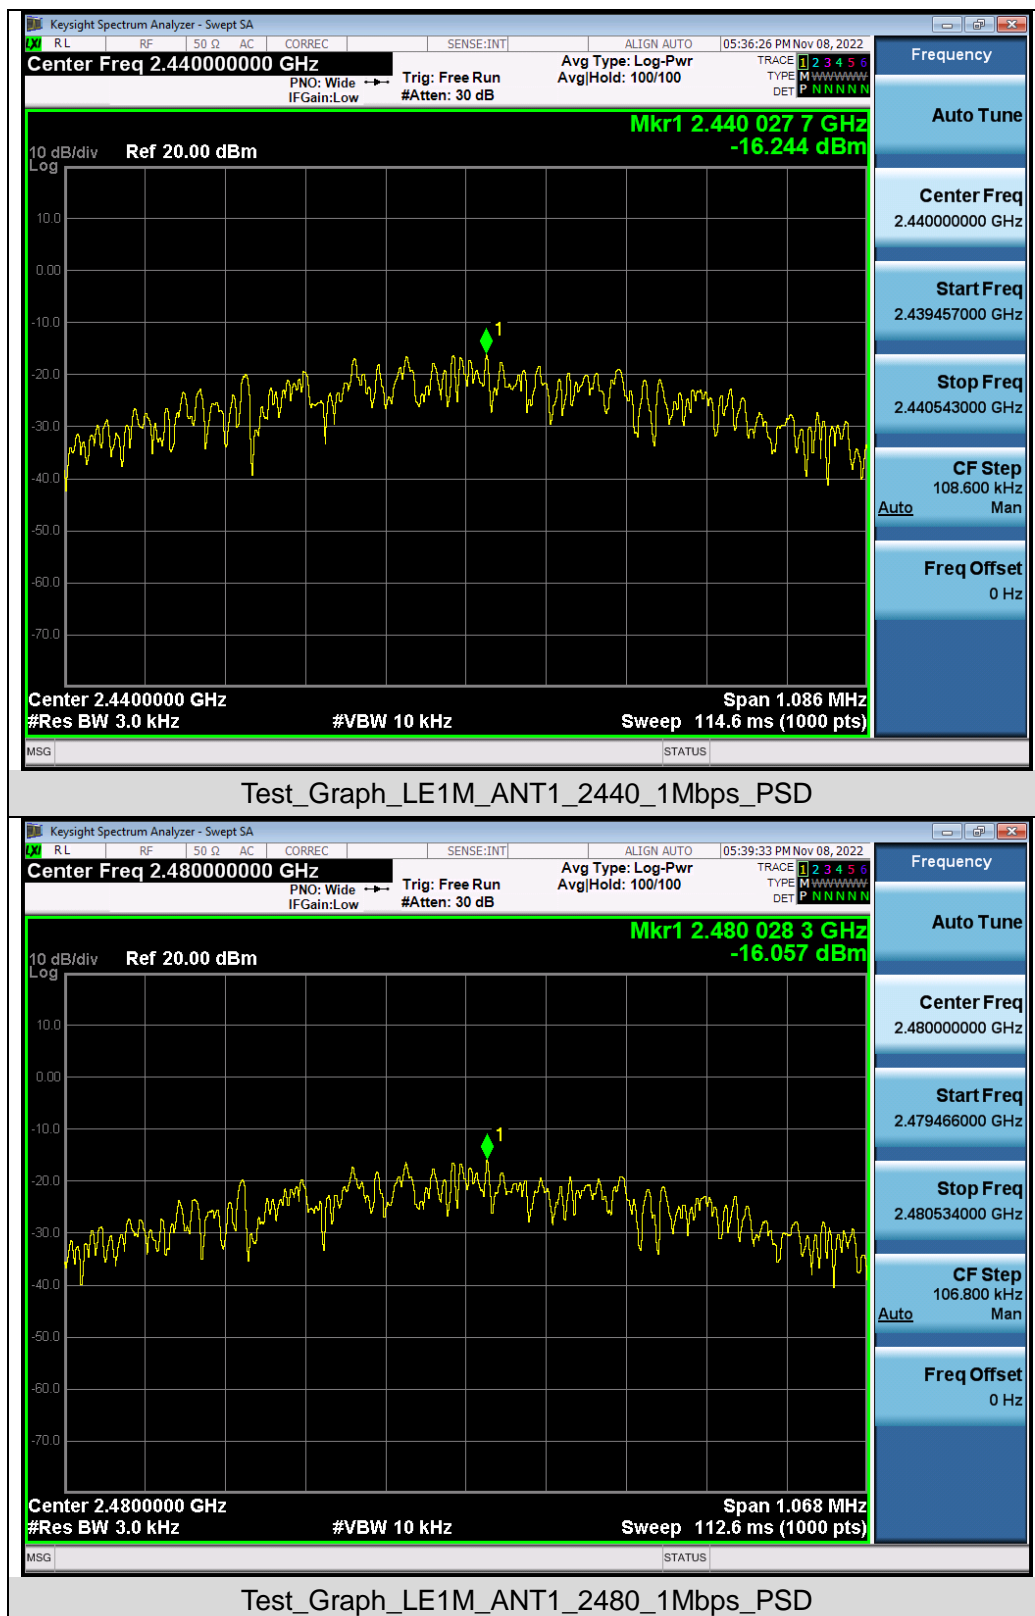 Keysight Spectrum Analyzer - Swept SA
LXI RL RF 50 Ω AC CORREC SENSE:INT ALIGN AUTO 05:36:26 PM Nov 08, 2022
Center Freq 2.440000000 GHz
PNO: Wide
IFGain:Low
Trig: Free Run
#Atten: 30 dB
Avg Type: Log-Pwr
Avg|Hold: 100/100
TRACE 1 2 3 4 5 6
TYPE M WWWWW
DET P N N N N N
Mkr1 2.440 027 7 GHz
-16.244 dBm
10 dB/div Ref 20.00 dBm
Log
10.0
0.00
-10.0
-20.0
-30.0
-40.0
-50.0
-60.0
-70.0
1
Center 2.4400000 GHz Span 1.086 MHz
#Res BW 3.0 kHz #VBW 10 kHz Sweep 114.6 ms (1000 pts)
MSG STATUS
Frequency
Auto Tune
Center Freq
2.440000000 GHz
Start Freq
2.439457000 GHz
Stop Freq
2.440543000 GHz
CF Step
108.600 kHz
Auto Man
Freq Offset
0 Hz
Test_Graph_LE1M_ANT1_2440_1Mbps_PSD
Keysight Spectrum Analyzer - Swept SA
LXI RL RF 50 Ω AC CORREC SENSE:INT ALIGN AUTO 05:39:33 PM Nov 08, 2022
Center Freq 2.480000000 GHz
PNO: Wide
IFGain:Low
Trig: Free Run
#Atten: 30 dB
Avg Type: Log-Pwr
Avg|Hold: 100/100
TRACE 1 2 3 4 5 6
TYPE M WWWWW
DET P N N N N N
Mkr1 2.480 028 3 GHz
-16.057 dBm
10 dB/div Ref 20.00 dBm
Log
10.0
0.00
-10.0
-20.0
-30.0
-40.0
-50.0
-60.0
-70.0
1
Center 2.4800000 GHz Span 1.068 MHz
#Res BW 3.0 kHz #VBW 10 kHz Sweep 112.6 ms (1000 pts)
MSG STATUS
Frequency
Auto Tune
Center Freq
2.480000000 GHz
Start Freq
2.479466000 GHz
Stop Freq
2.480534000 GHz
CF Step
106.800 kHz
Auto Man
Freq Offset
0 Hz
Test_Graph_LE1M_ANT1_2480_1Mbps_PSD